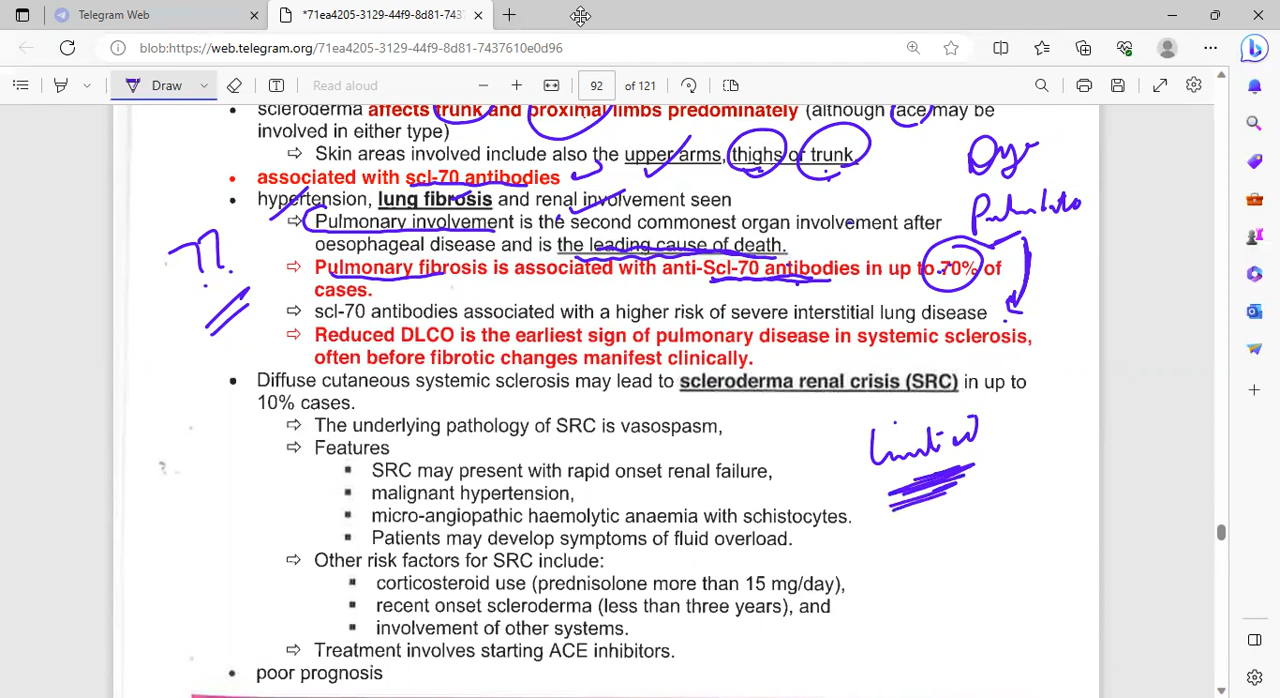 Telegram Web
*71ea4205-3129-44f9-8d81-7437
blob:https://web.telegram.org/71ea4205-3129-44f9-8d81-7437610e0d96
Draw
Read aloud
92 of 121
scleroderma affects trunk and proximal limbs predominately (although face may be
involved in either type)
⇨ Skin areas involved include also the upper arms, thighs or trunk.
• associated with scl-70 antibodies
• hypertension, lung fibrosis and renal involvement seen
⇨ Pulmonary involvement is the second commonest organ involvement after
oesophageal disease and is the leading cause of death.
⇨ Pulmonary fibrosis is associated with anti-Scl-70 antibodies in up to 70% of
cases.
⇨ scl-70 antibodies associated with a higher risk of severe interstitial lung disease
⇨ Reduced DLCO is the earliest sign of pulmonary disease in systemic sclerosis,
often before fibrotic changes manifest clinically.
• Diffuse cutaneous systemic sclerosis may lead to scleroderma renal crisis (SRC) in up to
10% cases.
Limited
⇨ The underlying pathology of SRC is vasospasm,
⇨ Features
▪ SRC may present with rapid onset renal failure,
▪ malignant hypertension,
▪ micro-angiopathic haemolytic anaemia with schistocytes.
▪ Patients may develop symptoms of fluid overload.
⇨ Other risk factors for SRC include:
▪ corticosteroid use (prednisolone more than 15 mg/day),
▪ recent onset scleroderma (less than three years), and
▪ involvement of other systems.
⇨ Treatment involves starting ACE inhibitors.
• poor prognosis